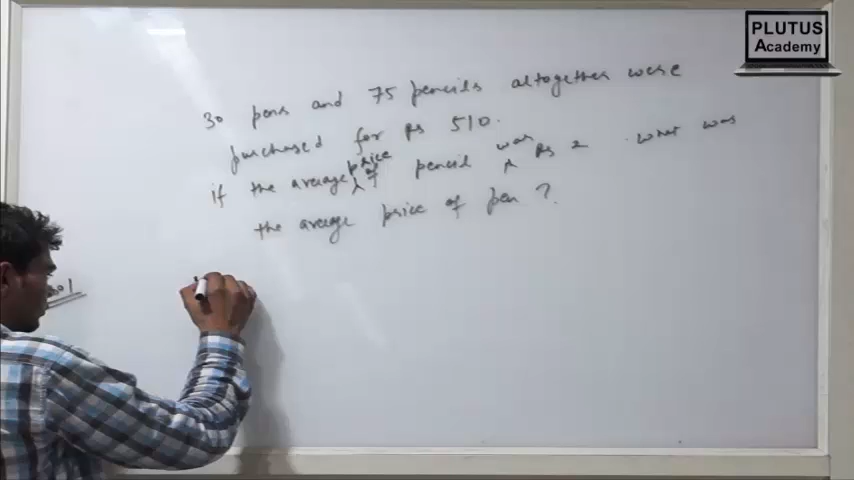 PLUTUS
Academy
30 pens and 75 pencils altogether were
purchased for Rs 510.
if the average price of pencil was Rs 2 . what was
the average price of pen ?